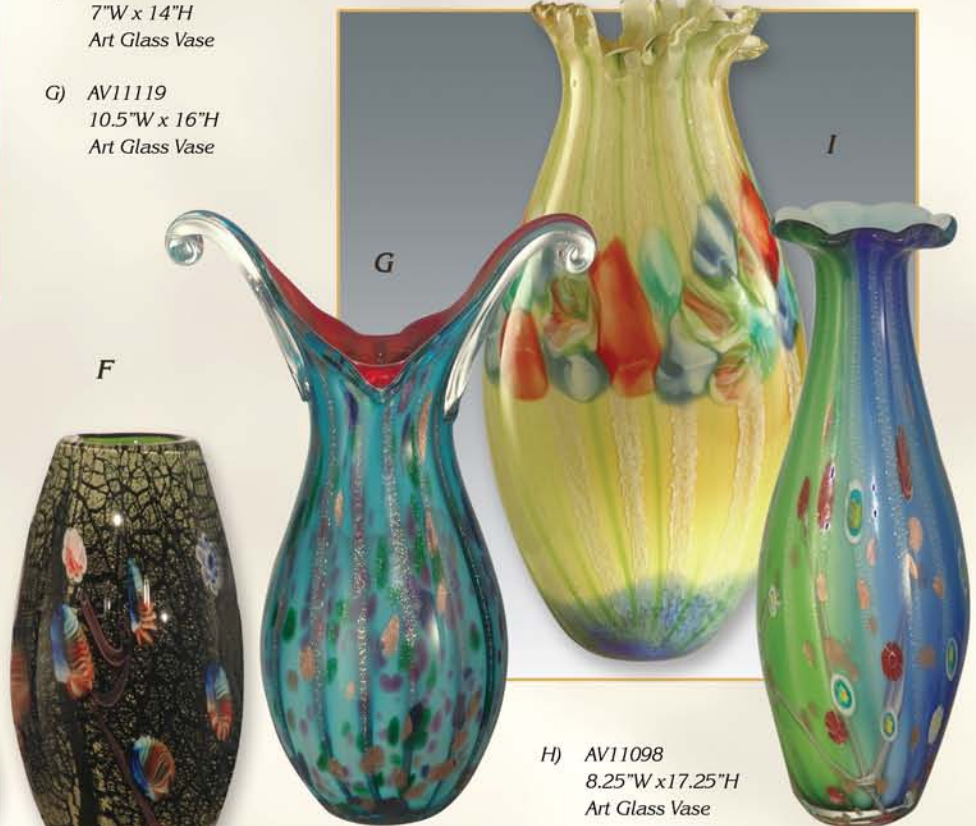 7"W x 14"H
Art Glass Vase
G) AV11119
10.5"W x 16"H
Art Glass Vase
I
G
F
H) AV11098
8.25"W x17.25"H
Art Glass Vase